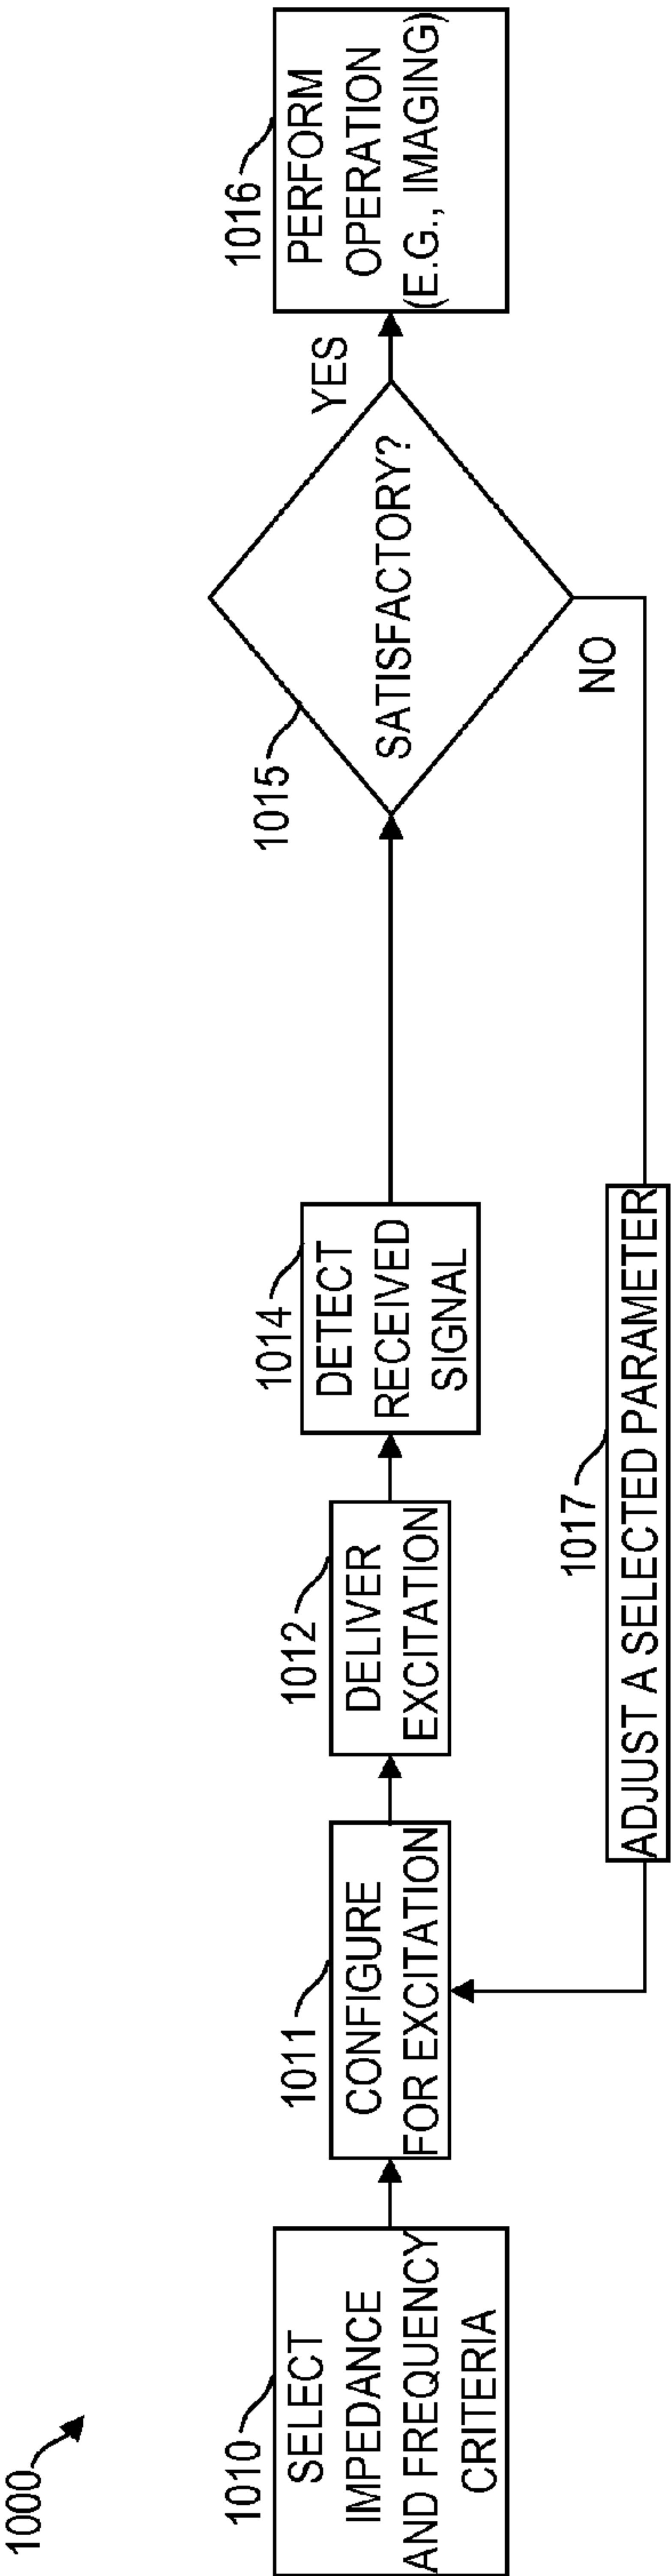 1000
1010
SELECT
IMPEDANCE
AND FREQUENCY
CRITERIA
1011
CONFIGURE
FOR EXCITATION
1012
DELIVER
EXCITATION
1014
DETECT
RECEIVED
SIGNAL
1015
SATISFACTORY?
YES
NO
1016
PERFORM
OPERATION
(E.G., IMAGING)
1017
ADJUST A SELECTED PARAMETER